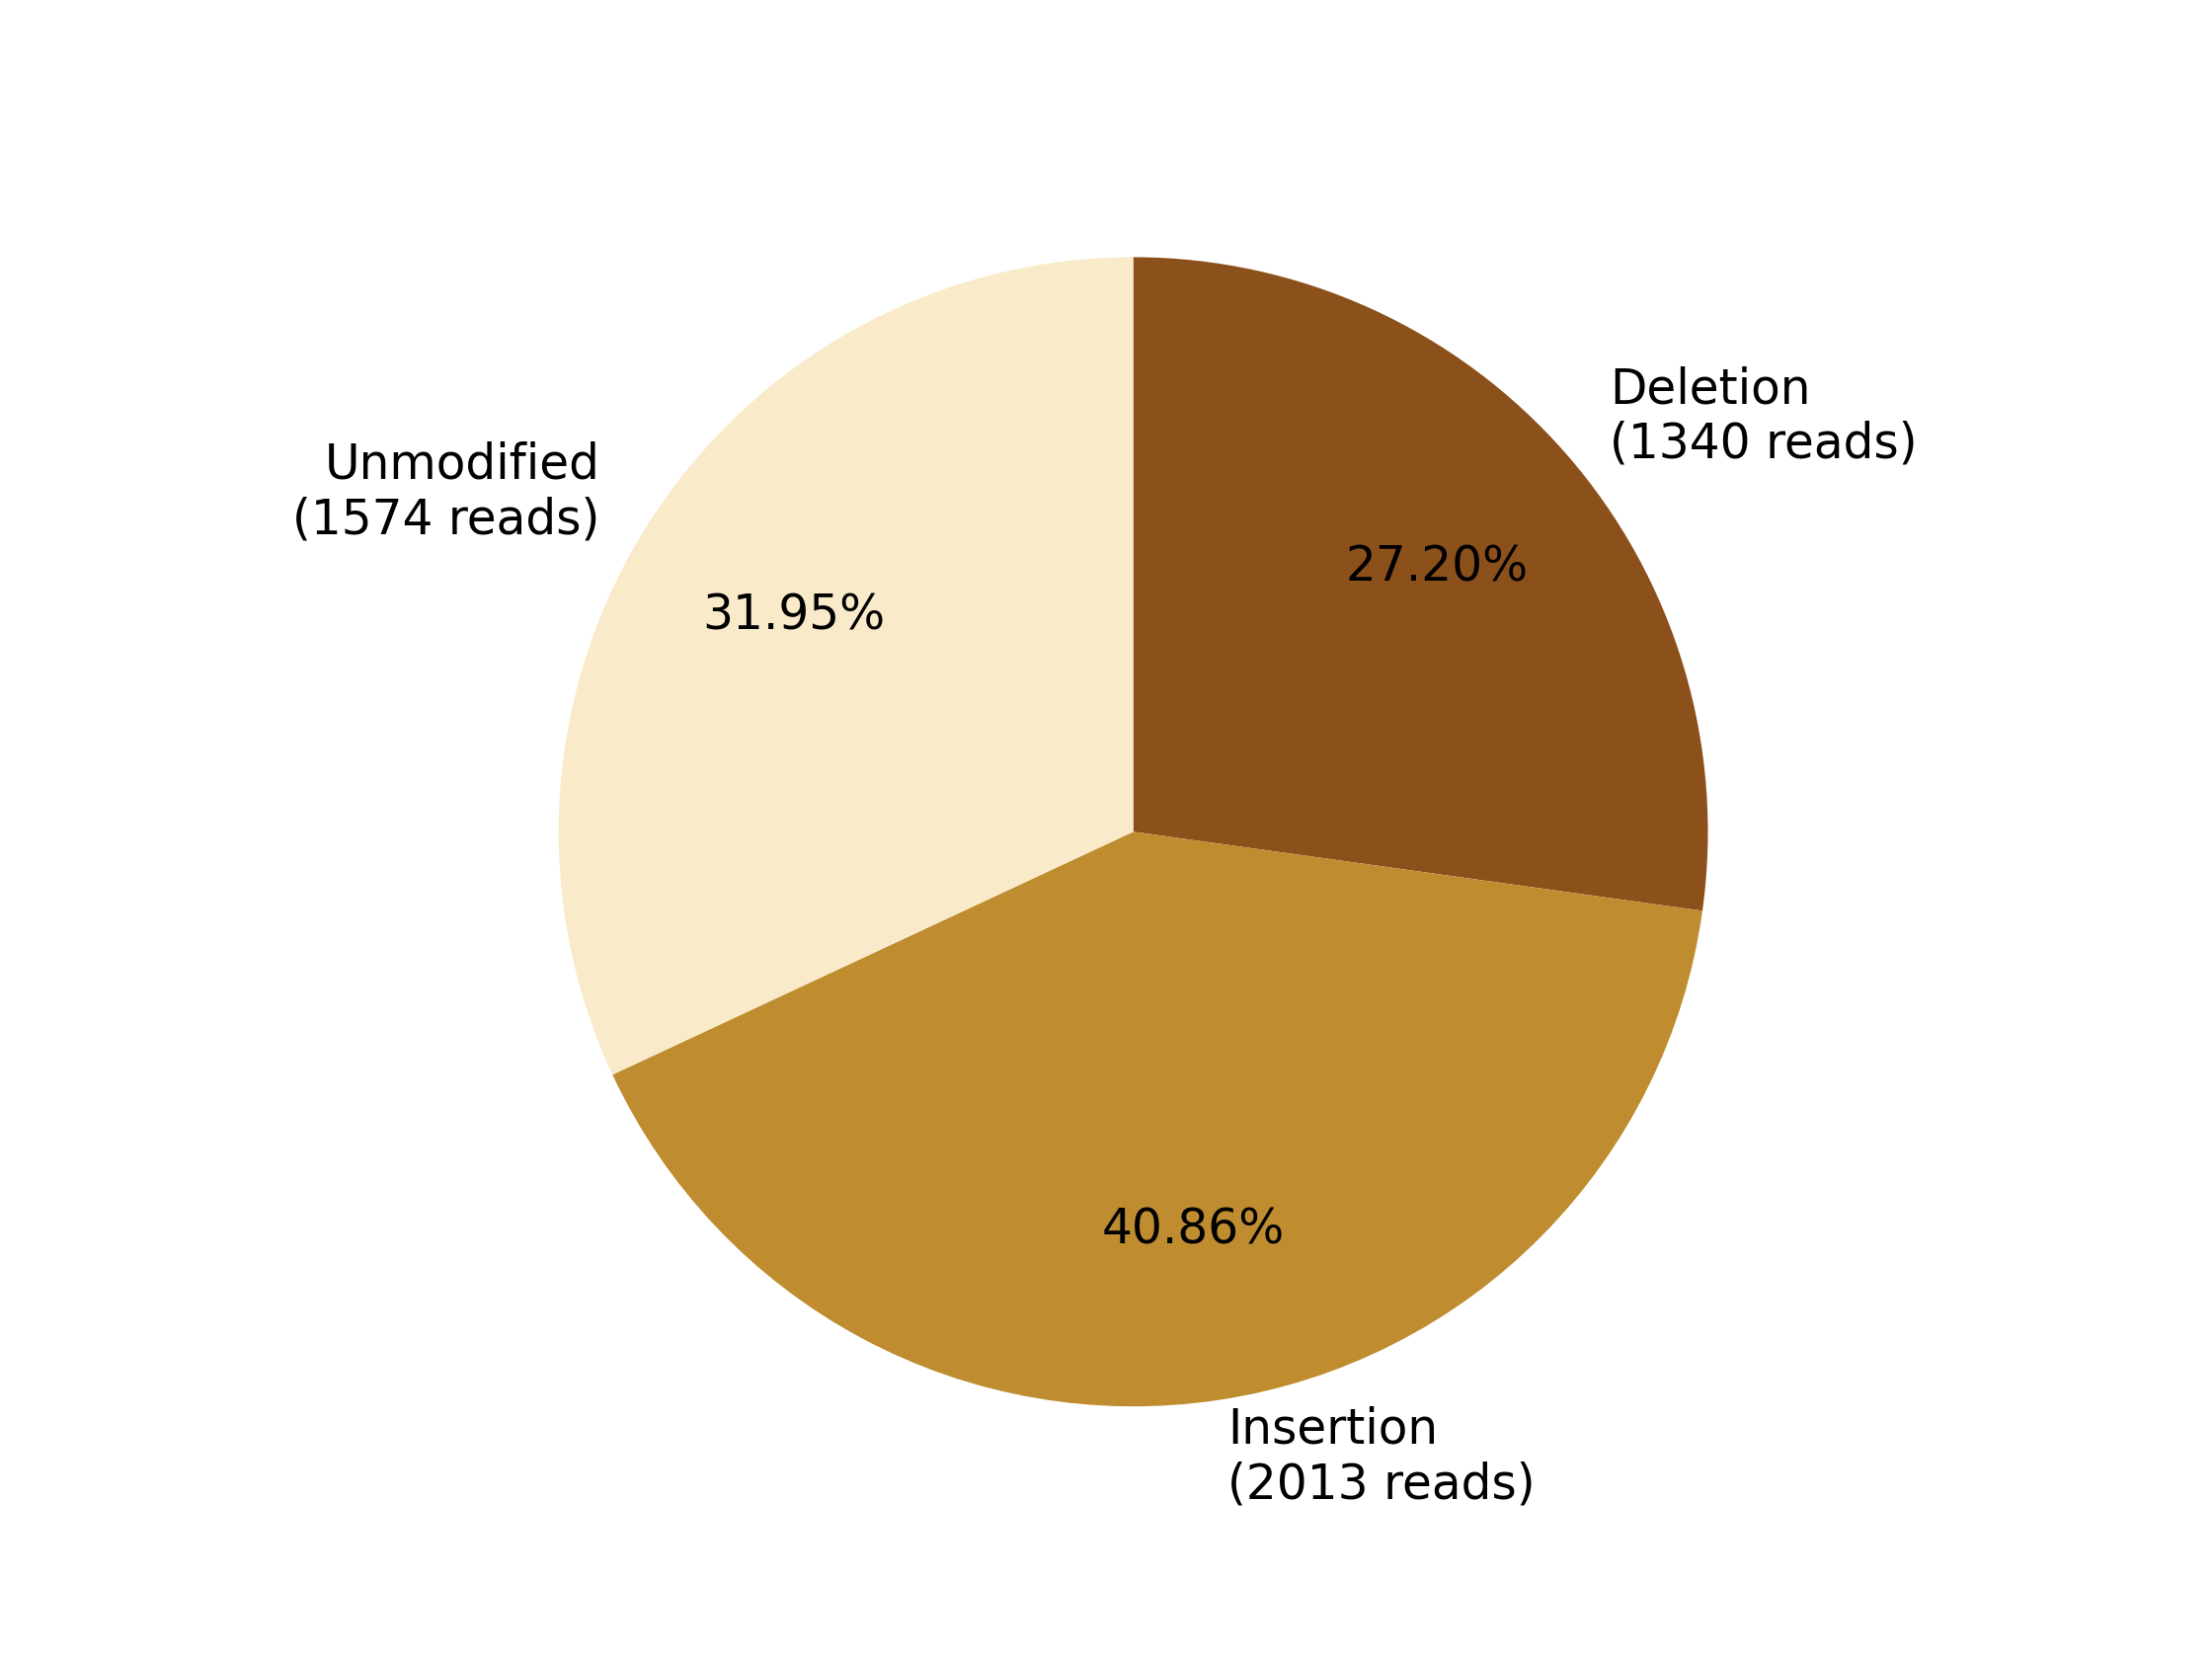 Deletion
(1340 reads)
27.20%
Unmodified
(1574 reads)
31.95%
40.86%
Insertion
(2013 reads)